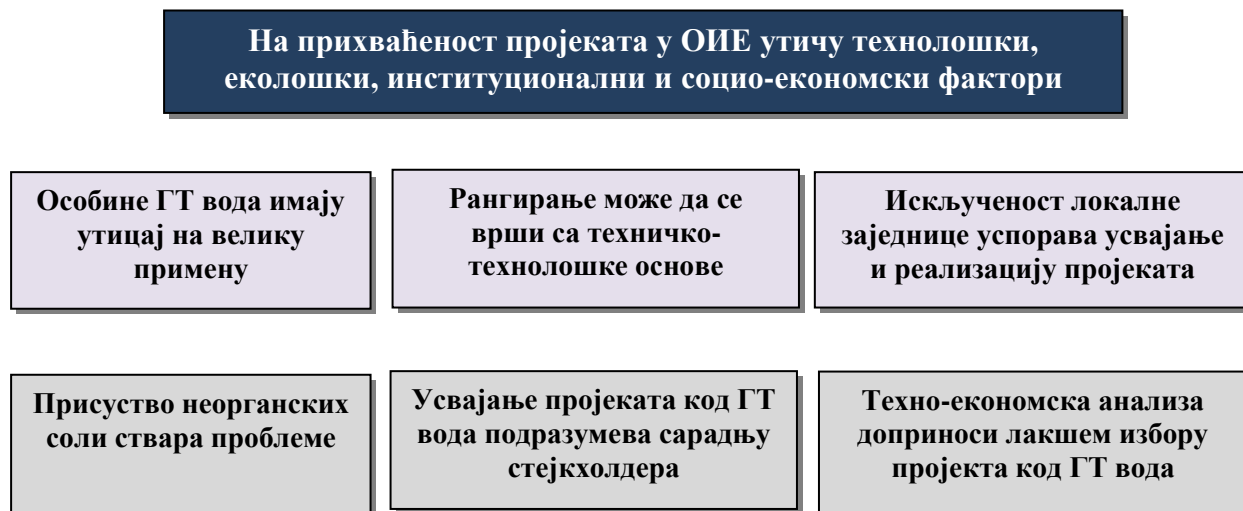 На прихваћеност пројеката у ОИЕ утичу технолошки,
еколошки, институционални и социо-економски фактори
Особине ГТ вода имају
утицај на велику
примену
Рангирање може да се
врши са техничко-
технолошке основе
Искљученост локалне
заједнице успорава усвајање
и реализацију пројеката
Присуство неорганских
соли ствара проблеме
Усвајање пројеката код ГТ
вода подразумева сарадњу
стејкхолдера
Техно-економска анализа
доприноси лакшем избору
пројекта код ГТ вода